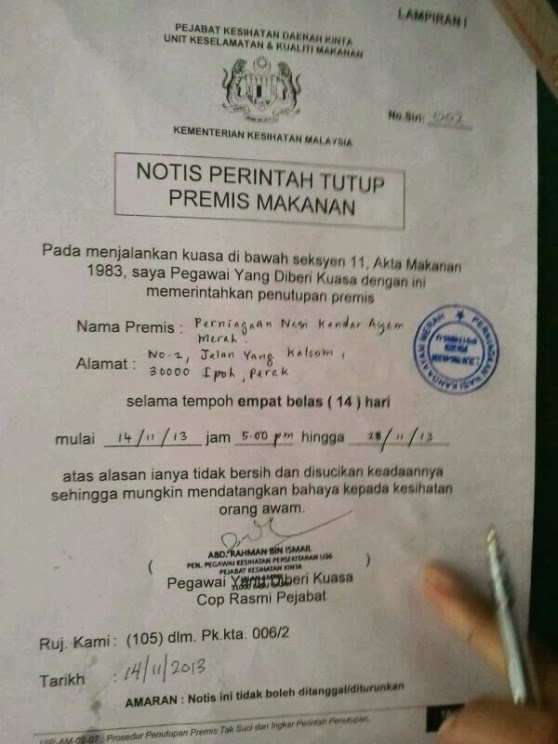 LAMPIRAN I
PEJABAT KESIHATAN DAERAH KINTA
UNIT KESELAMATAN & KUALITI MAKANAN
No.Siri: 002
KEMENTERIAN KESIHATAN MALAYSIA
NOTIS PERINTAH TUTUP
PREMIS MAKANAN
Pada menjalankan kuasa di bawah seksyen 11, Akta Makanan
1983, saya Pegawai Yang Diberi Kuasa dengan ini
memerintahkan penutupan premis
Nama Premis : Perniagaan Nasi Kandar Ayam
Merah.
Alamat : No-2, Jalan Yang Kalsom,
30000 Ipoh, Perak
selama tempoh empat belas ( 14 ) hari
mulai 14/11/13 jam 5.00 pm hingga 28/11/13
atas alasan ianya tidak bersih dan disucikan keadaannya
sehingga mungkin mendatangkan bahaya kepada kesihatan
orang awam.
ABD. RAHMAN BIN ISMAIL
( PEN. PEGAWAI KESIHATAN PERSEKITARAN U36 )
PEJABAT KESIHATAN KINTA
Pegawai Yang Diberi Kuasa
Cop Rasmi Pejabat
Ruj. Kami : (105) dlm. Pk.kta. 006/2
Tarikh : 14/11/2013
AMARAN : Notis ini tidak boleh ditanggal/diturunkan
Prosedur Penutupan Premis Tak Suci dan Ingkar Perintah Penutupan.